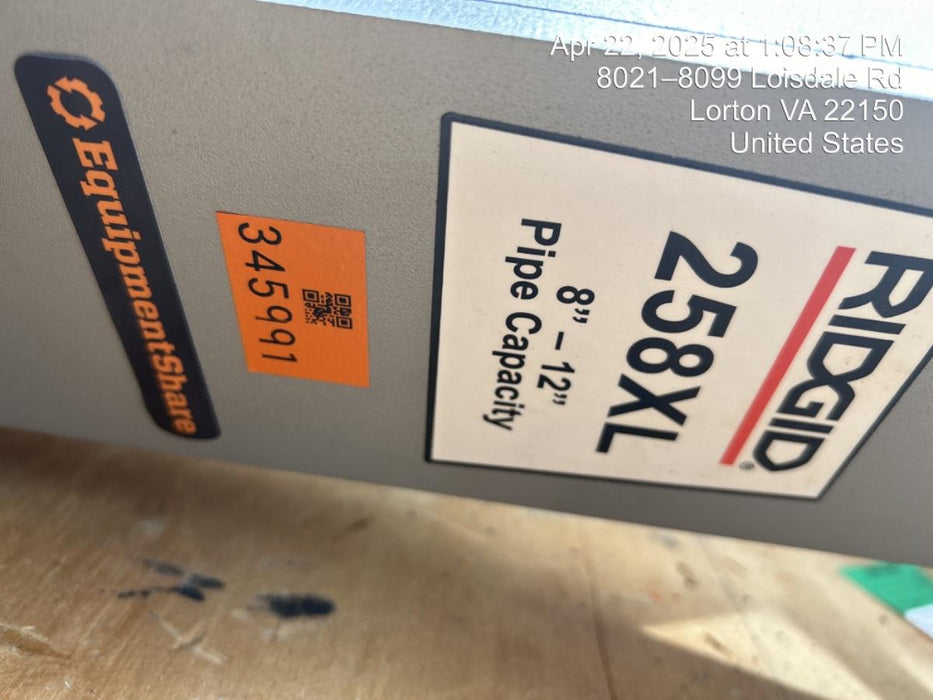 Apr 22, 2025 at 1:08:37 PM
8021–8099 Loisdale Rd
Lorton VA 22150
United States
EquipmentShare
345991
RIDGID®
258XL
8” – 12”
Pipe Capacity